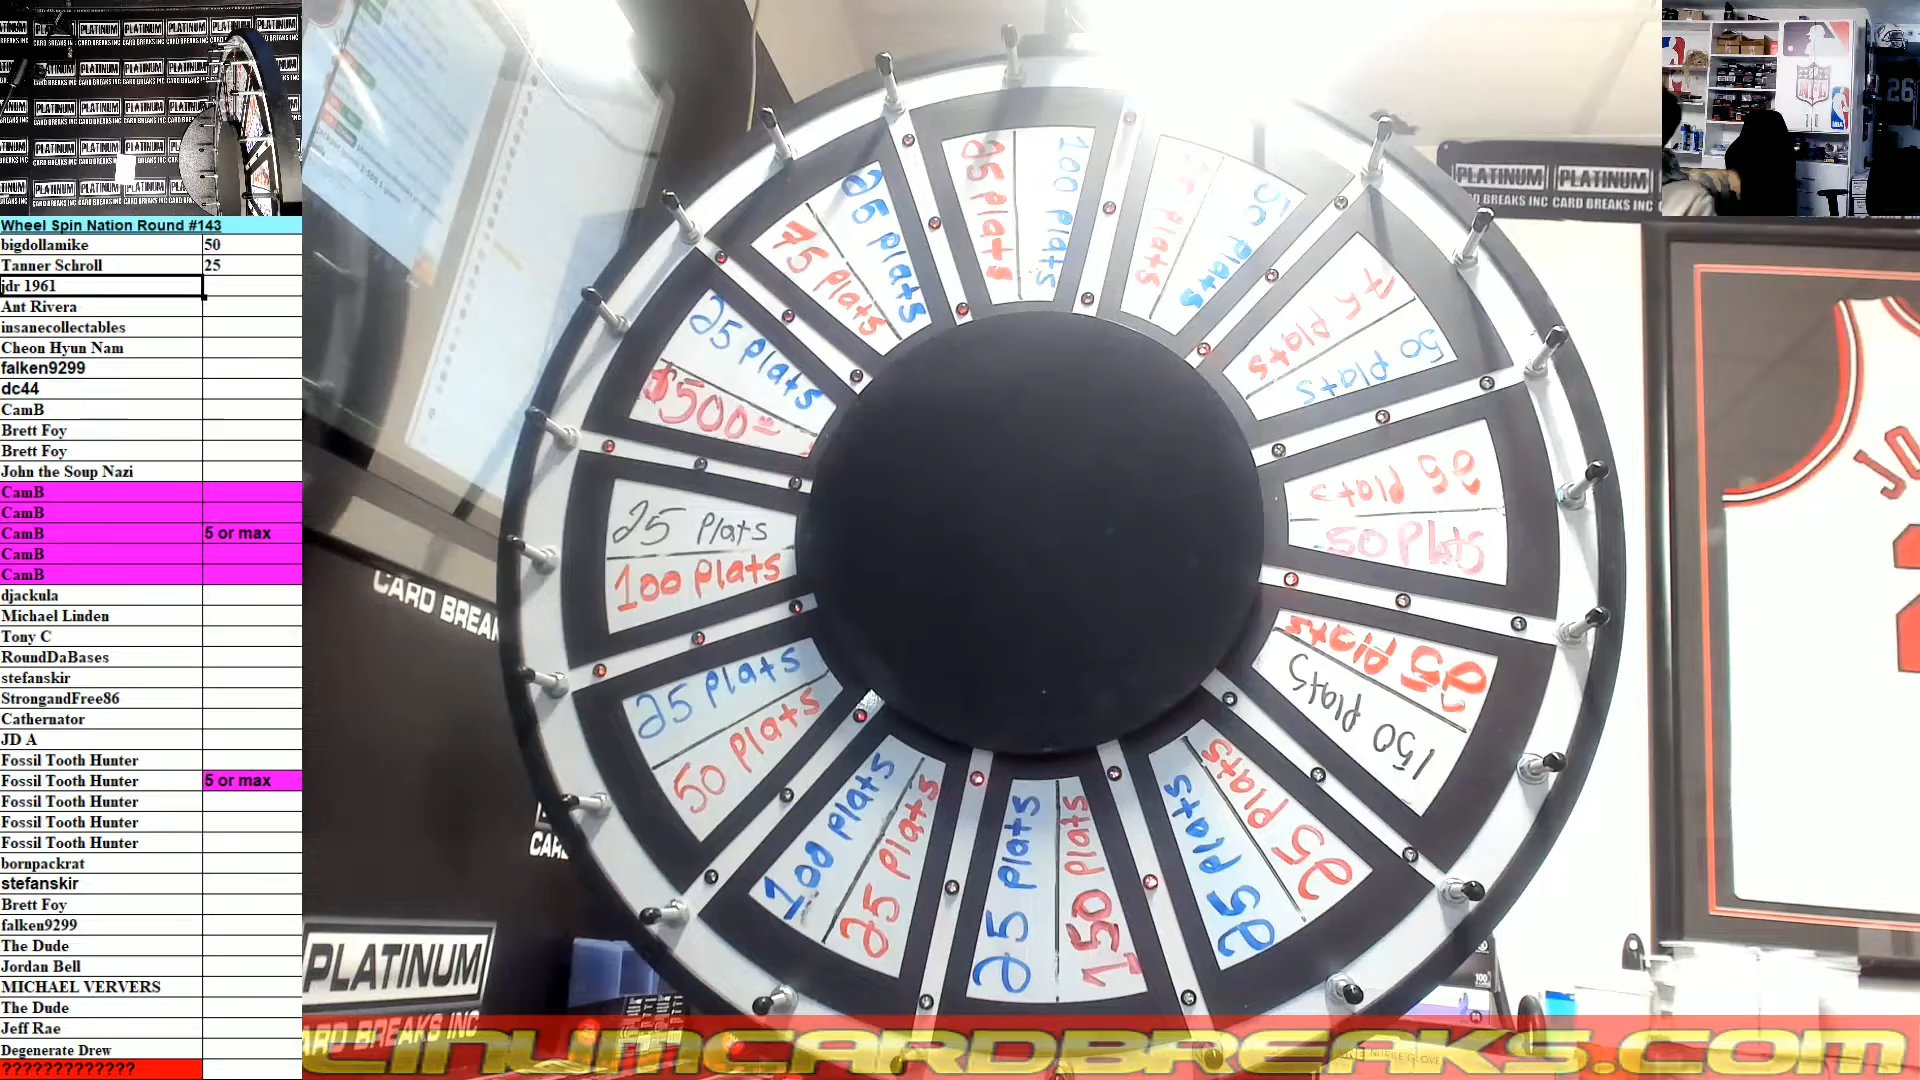 Wheel Spin Nation Round #143
bigdollamike 50
Tanner Schroll 25
jdr 1961
Ant Rivera
insanecollectables
Cheon Hyun Nam
falken9299
dc44
CamB
Brett Foy
Brett Foy
John the Soup Nazi
CamB
CamB
CamB 5 or max
CamB
CamB
djackula
Michael Linden
Tony C
RoundDaBases
stefanskir
StrongandFree86
Cathernator
JD A
Fossil Tooth Hunter
Fossil Tooth Hunter 5 or max
Fossil Tooth Hunter
Fossil Tooth Hunter
Fossil Tooth Hunter
bornpackrat
stefanskir
Brett Foy
falken9299
The Dude
Jordan Bell
MICHAEL VERVERS
The Dude
Jeff Rae
Degenerate Drew
?????????????
100 plats
50 plats
75 plats
50 plats
50 Plats
25 plats
150 plats
25 plats
25 plats
150 plats
25 plats
25 plats
100 plats
50 plats
25 plats
100 plats
25 Plats
$500
25 plats
75 plats
25 plats
PLATINUM PLATINUM
BREAKS INC CARD BREAKS INC
CARD BREA
PLATINUM
CARD BREAKS INC
NFL
NBA
26
JO
TINUMCARDBREAKS.COM